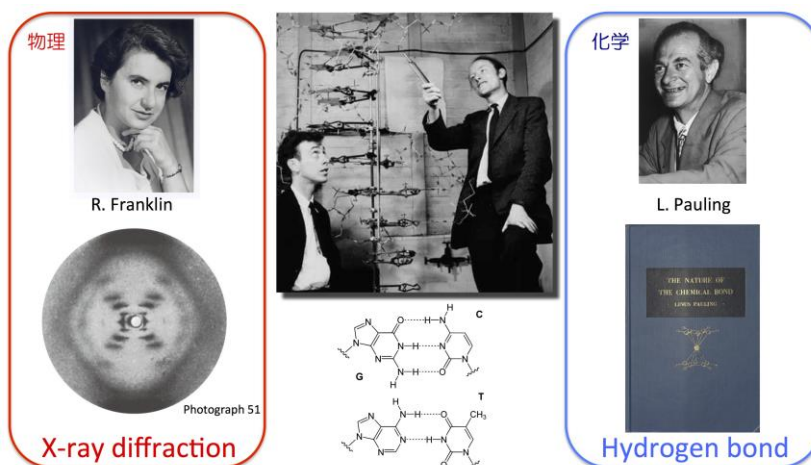 物理
R. Franklin
Photograph 51
X-ray diffraction
O
H
H
N
C
N
N
N
H
N
N
N
N
O
N
H
G
H
T
H
N
H
O
CH₃
N
N
N
H
N
N
N
N
O
H
化学
L. Pauling
THE NATURE OF
THE CHEMICAL BOND
LINUS PAULING
Hydrogen bond